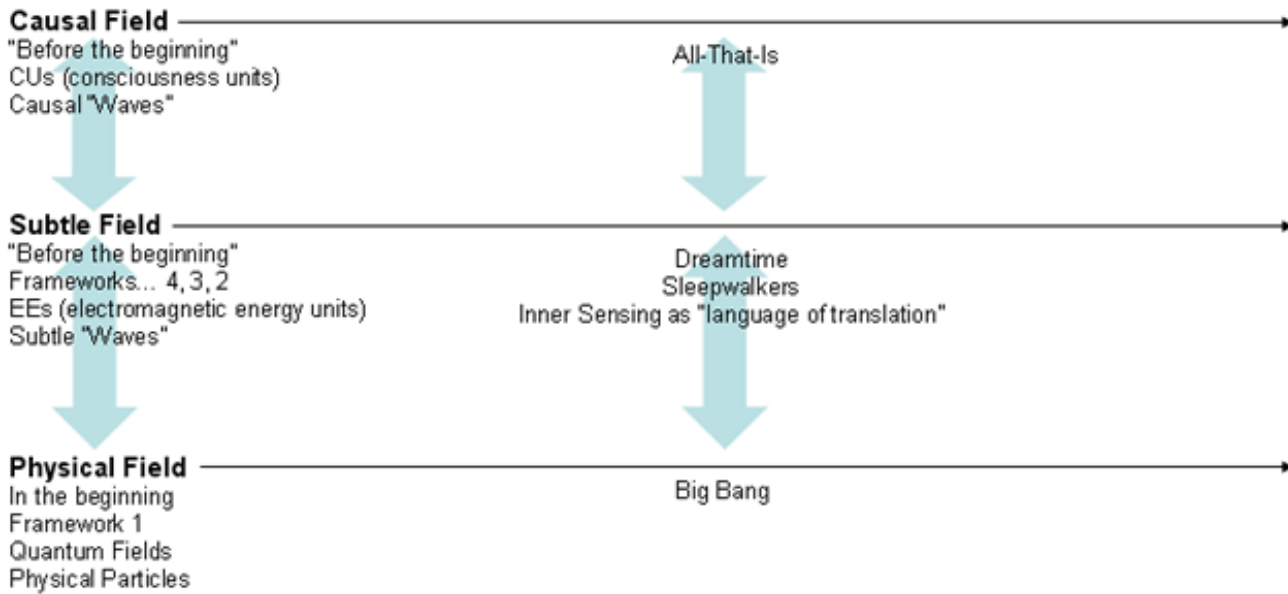 Causal Field
"Before the beginning"
CUs (consciousness units)
Causal "Waves"
All-That-Is
Subtle Field
"Before the beginning"
Frameworks... 4, 3, 2
EEs (electromagnetic energy units)
Subtle "Waves"
Dreamtime
Sleepwalkers
Inner Sensing as "language of translation"
Physical Field
In the beginning
Framework 1
Quantum Fields
Physical Particles
Big Bang